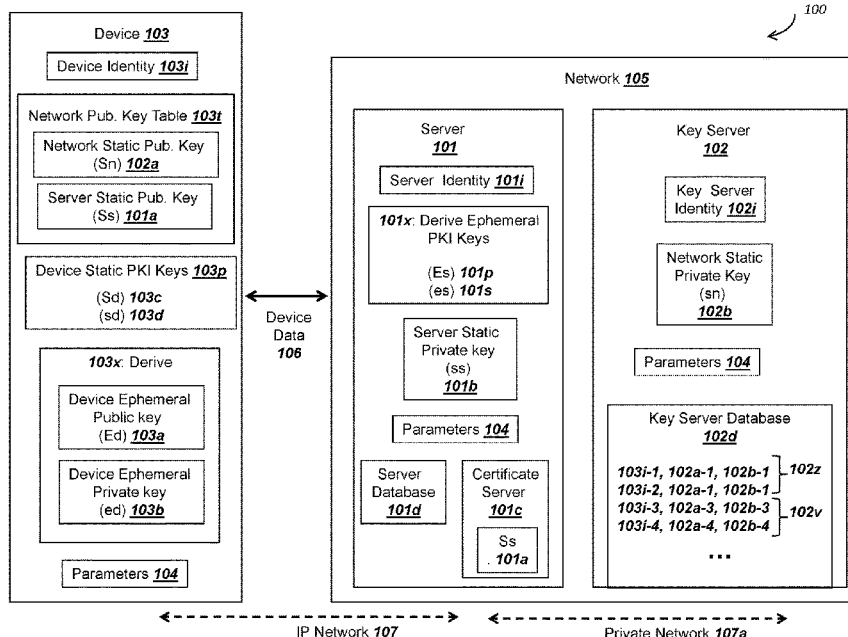 100
Device 103
Device Identity 103i
Network Pub. Key Table 103t
Network Static Pub. Key
(Sn) 102a
Server Static Pub. Key
(Ss) 101a
Device Static PKI Keys 103p
(Sd) 103c
(sd) 103d
103x: Derive
Device Ephemeral
Public key
(Ed) 103a
Device Ephemeral
Private key
(ed) 103b
Parameters 104
Device
Data
106
Network 105
Server
101
Server Identity 101i
101x: Derive Ephemeral
PKI Keys
(Es) 101p
(es) 101s
Server Static
Private key
(ss)
101b
Parameters 104
Server
Database
101d
Certificate
Server
101c
Ss
. 101a
Key Server
102
Key Server
Identity 102i
Network Static
Private Key
(sn)
102b
Parameters 104
Key Server Database
102d
103i-1, 102a-1, 102b-1
103i-2, 102a-1, 102b-1
102z
103i-3, 102a-3, 102b-3
103i-4, 102a-4, 102b-4
102v
...
IP Network 107
Private Network 107a